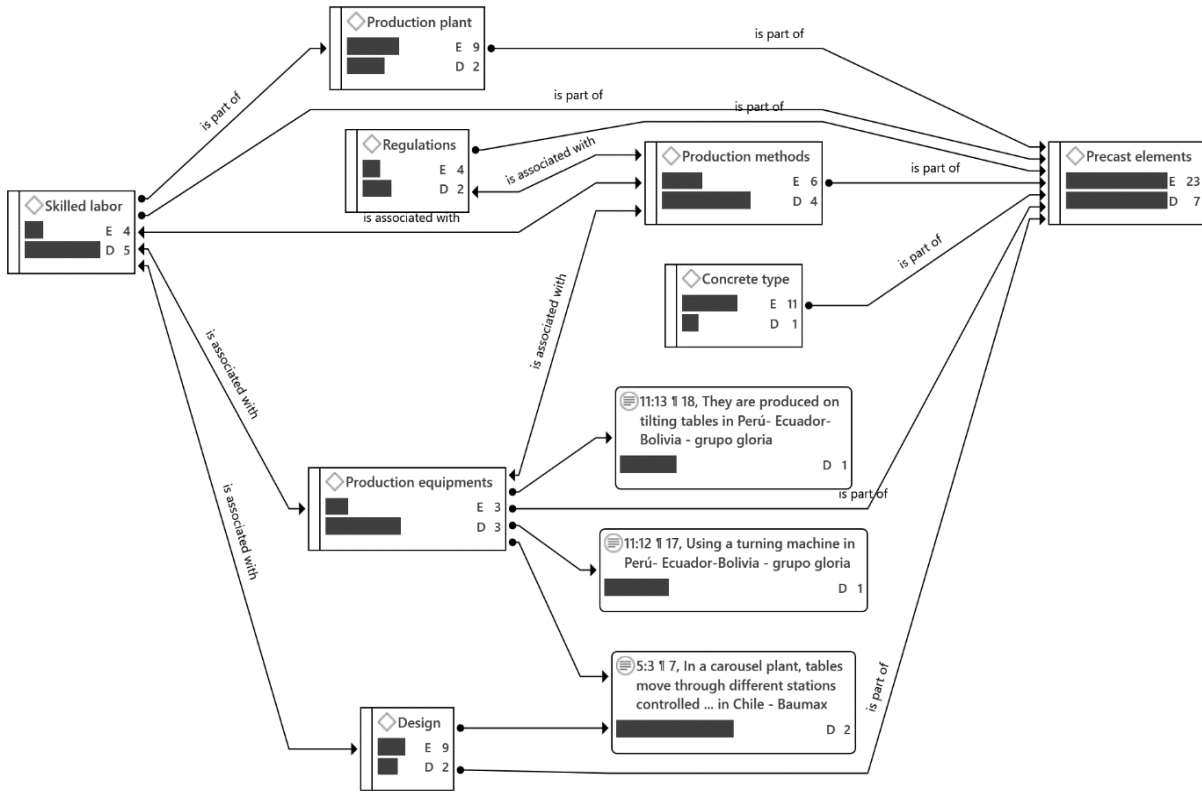 Production plant
E 9
D 2
is part of
is part of
is part of
is part of
Regulations
E 4
D 2
is associated with
Production methods
E 6
D 4
is part of
Precast elements
E 23
D 7
Skilled labor
E 4
D 5
is associated with
is part of
Concrete type
E 11
D 1
is associated with
is associated with
11:13 ¶ 18, They are produced on
tilting tables in Perú- Ecuador-
Bolivia - grupo gloria
D 1
Production equipments
E 3
D 3
is part of
is associated with
11:12 ¶ 17, Using a turning machine in
Perú- Ecuador-Bolivia - grupo gloria
D 1
5:3 ¶ 7, In a carousel plant, tables
move through different stations
controlled ... in Chile - Baumax
D 2
is part of
Design
E 9
D 2